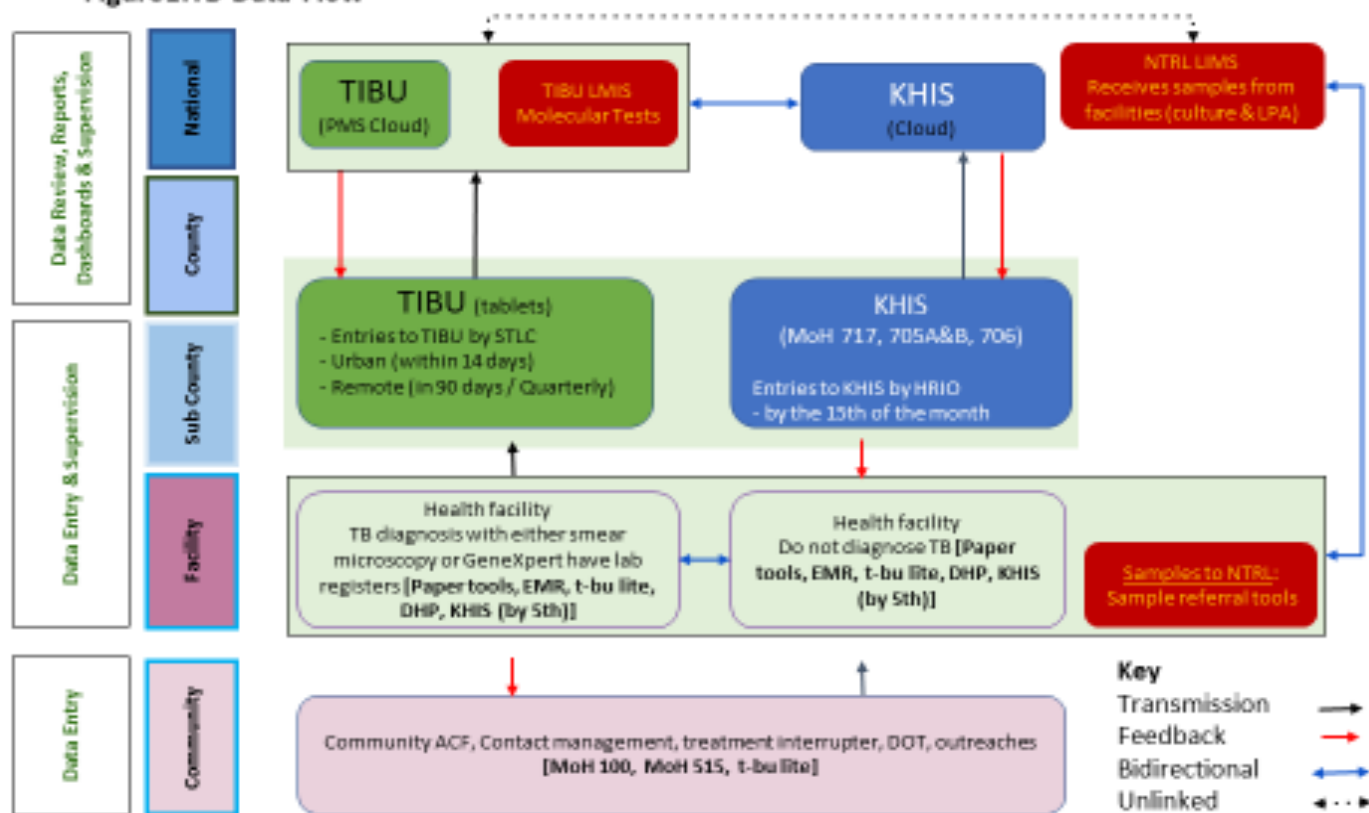 Data Review, Reports,
Dashboards & Supervision
National
County
TIBU
(PMS Cloud)
TIBU LMIS
Molecular Tests
KHIS
(Cloud)
NTRL LIMS
Receives samples from
facilities (culture & LPA)
Data Entry & Supervision
Sub County
Facility
TIBU (tablets)
- Entries to TIBU by STLC
- Urban (within 14 days)
- Remote (in 90 days / Quarterly)
KHIS
(MoH 717, 705A&B, 706)
Entries to KHIS by HRIO
- by the 15th of the month
Health facility
TB diagnosis with either smear
microscopy or GeneXpert have lab
registers [Paper tools, EMR, t-bu lite,
DHP, KHIS (by 5th)]
Health facility
Do not diagnose TB [Paper
tools, EMR, t-bu lite, DHP, KHIS
(by 5th)]
Samples to NTRL:
Sample referral tools
Data Entry
Community
Community ACF, Contact management, treatment interrupter, DOT, outreaches
[MoH 100, MoH 515, t-bu lite]
Key
Transmission
Feedback
Bidirectional
Unlinked